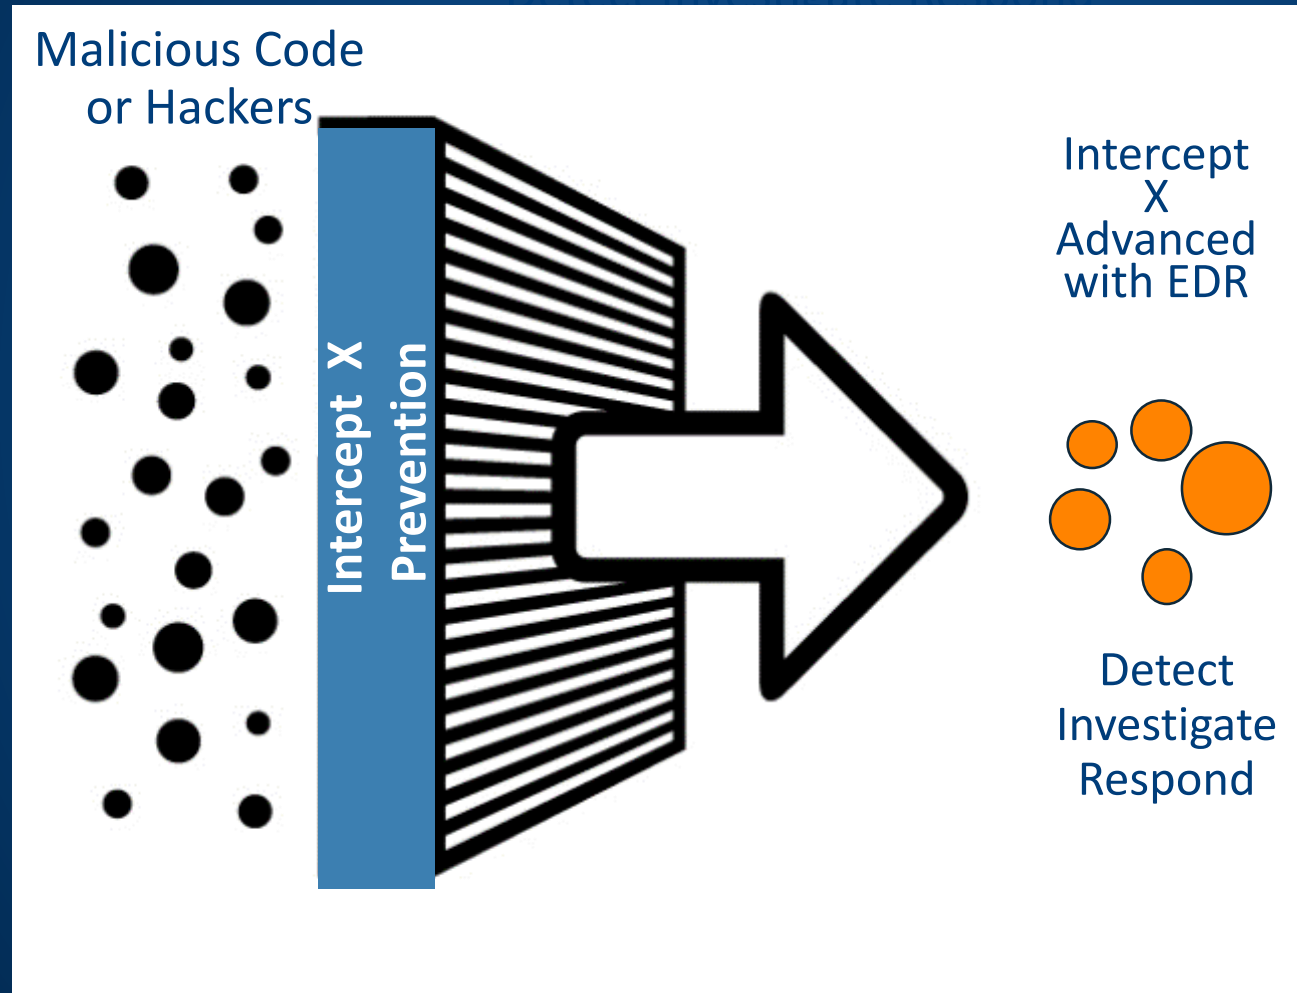 Malicious Code
or Hackers
Intercept X
Prevention
Intercept
X
Advanced
with EDR
Detect
Investigate
Respond